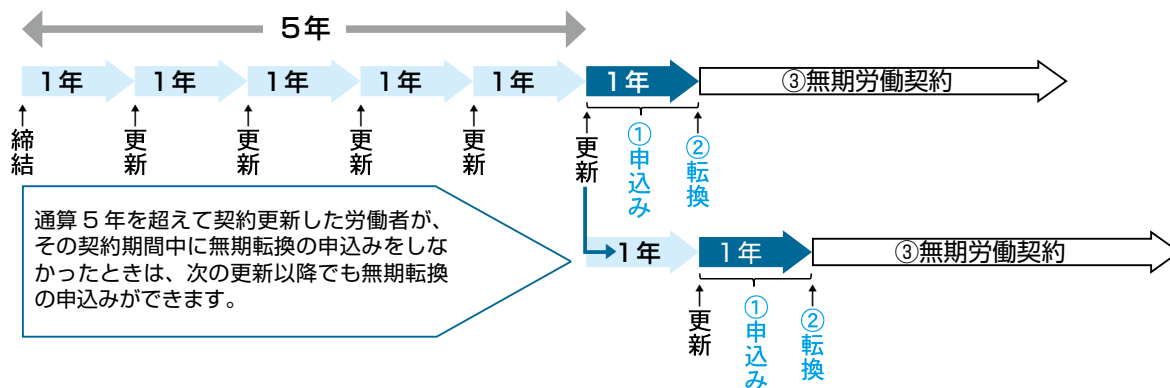 5年
1年
1年
1年
1年
1年
1年
③無期労働契約
締結
更新
更新
更新
更新
更新
①申込み
②転換
通算5年を超えて契約更新した労働者が、
その契約期間中に無期転換の申込みをしな
かったときは、次の更新以降でも無期転換
の申込みができます。
1年
1年
③無期労働契約
更新
①申込み
②転換